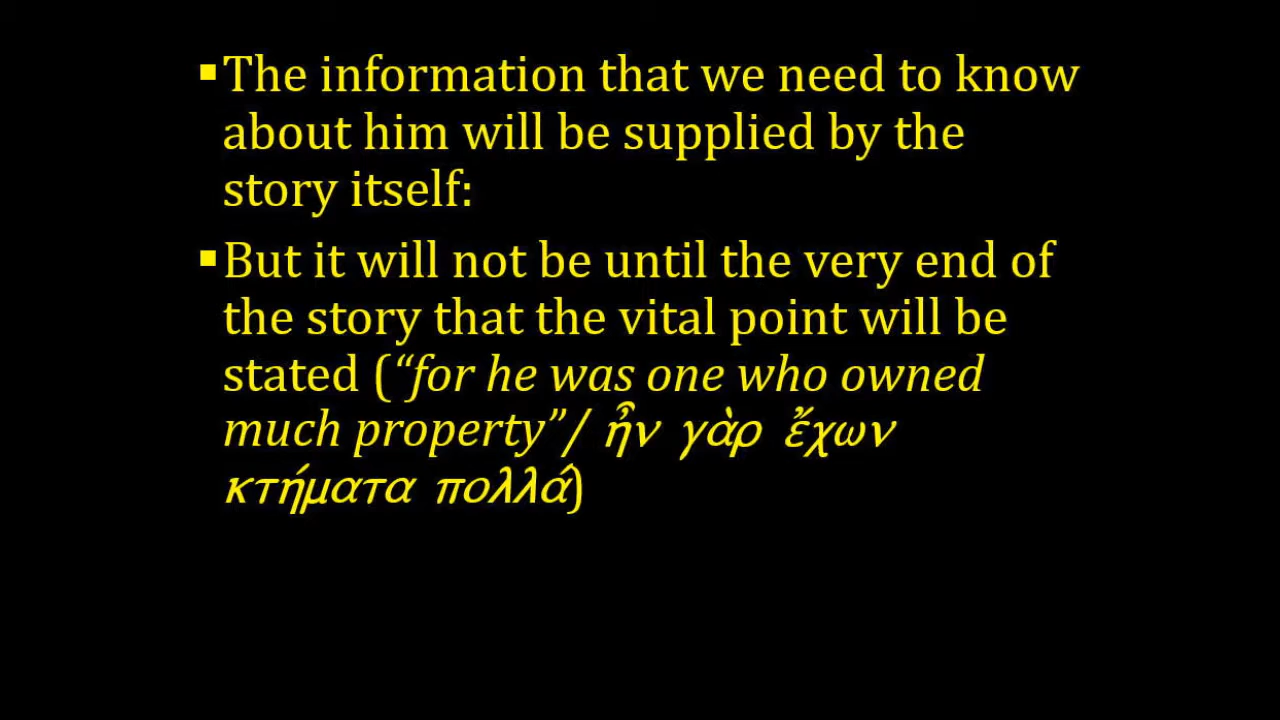 ▪The information that we need to know
about him will be supplied by the
story itself:
▪But it will not be until the very end of
the story that the vital point will be
stated (“for he was one who owned
much property”/ ἦν γὰρ ἔχων
κτήματα πολλά)